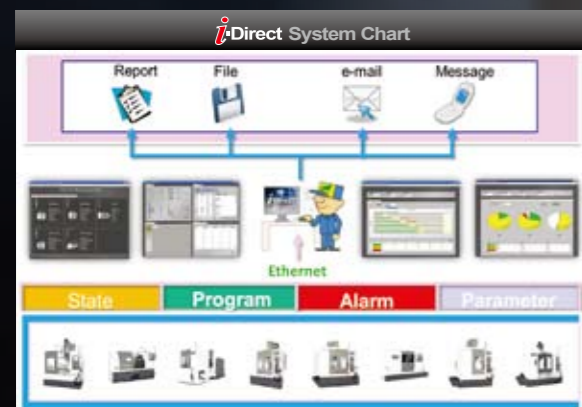 i-Direct System Chart
Report File e-mail Message
Ethernet
State Program Alarm Parameter